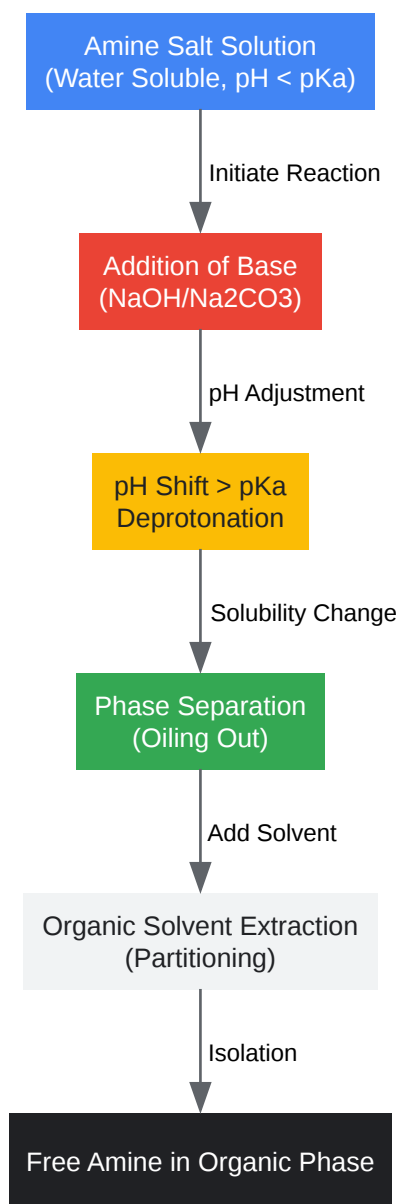 Amine Salt Solution
(Water Soluble, pH < pKa)
Initiate Reaction
Addition of Base
(NaOH/Na2CO3)
pH Adjustment
pH Shift > pKa
Deprotonation
Solubility Change
Phase Separation
(Oiling Out)
Add Solvent
Organic Solvent Extraction
(Partitioning)
Isolation
Free Amine in Organic Phase